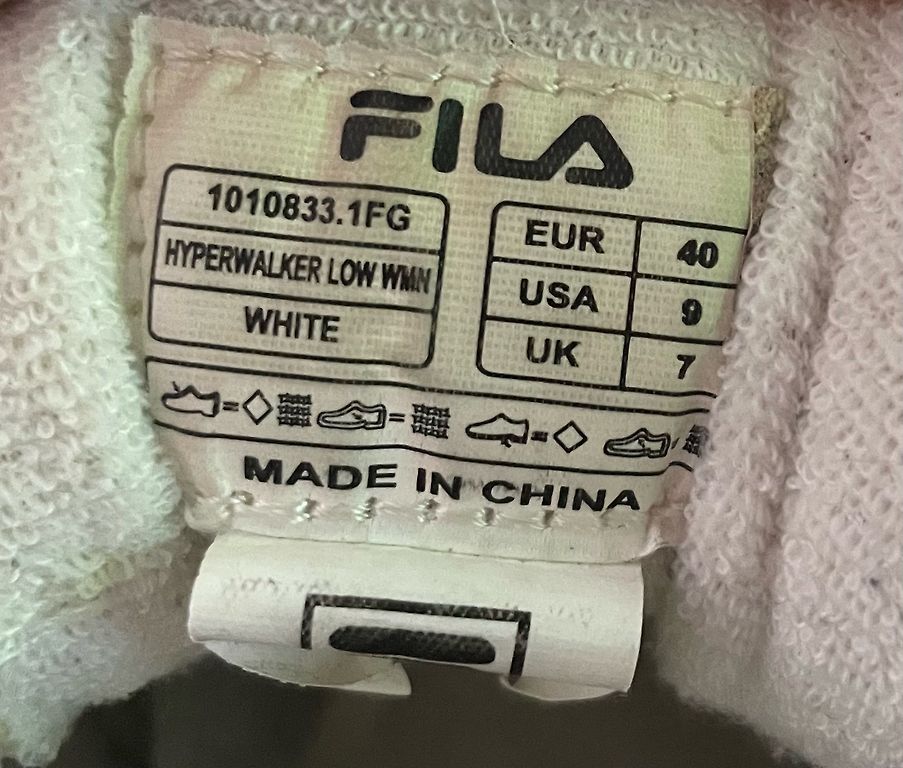 FILA
1010833.1FG
HYPERWALKER LOW WMN
WHITE
EUR 40
USA 9
UK 7
MADE IN CHINA